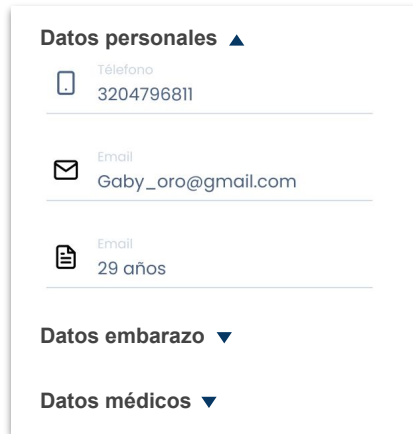 Datos personales
Télefono
3204796811
Email
Gaby_oro@gmail.com
Email
29 años
Datos embarazo
Datos médicos